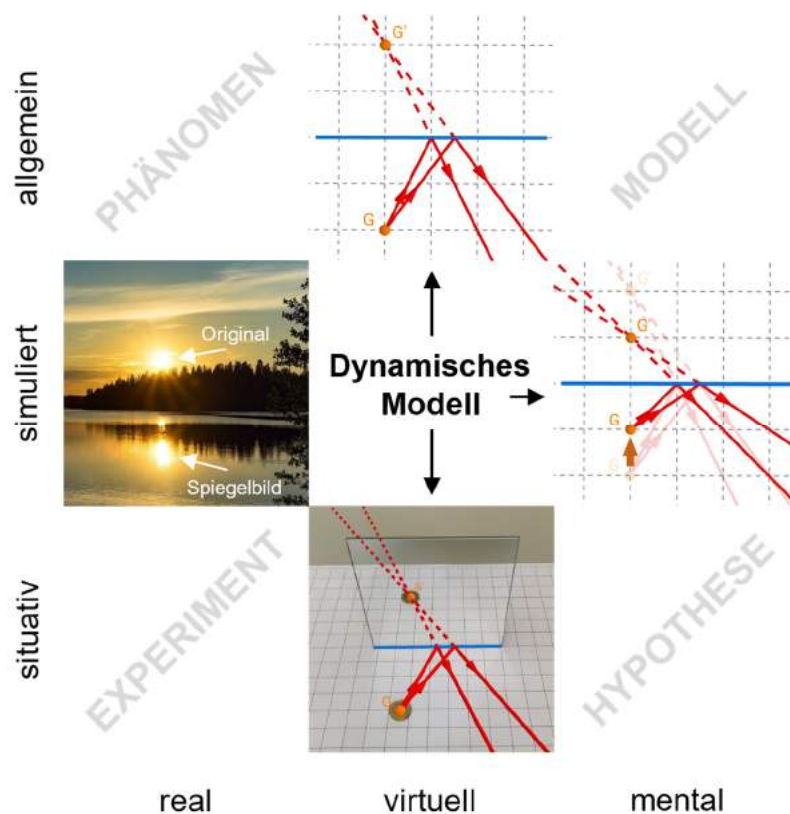 allgemein
PHÄNOMEN
G'
G
MODELL
simuliert
Original
Spiegelbild
Dynamisches
Modell
G
G
G
situativ
EXPERIMENT
G
HYPOTHESE
real
virtuell
mental